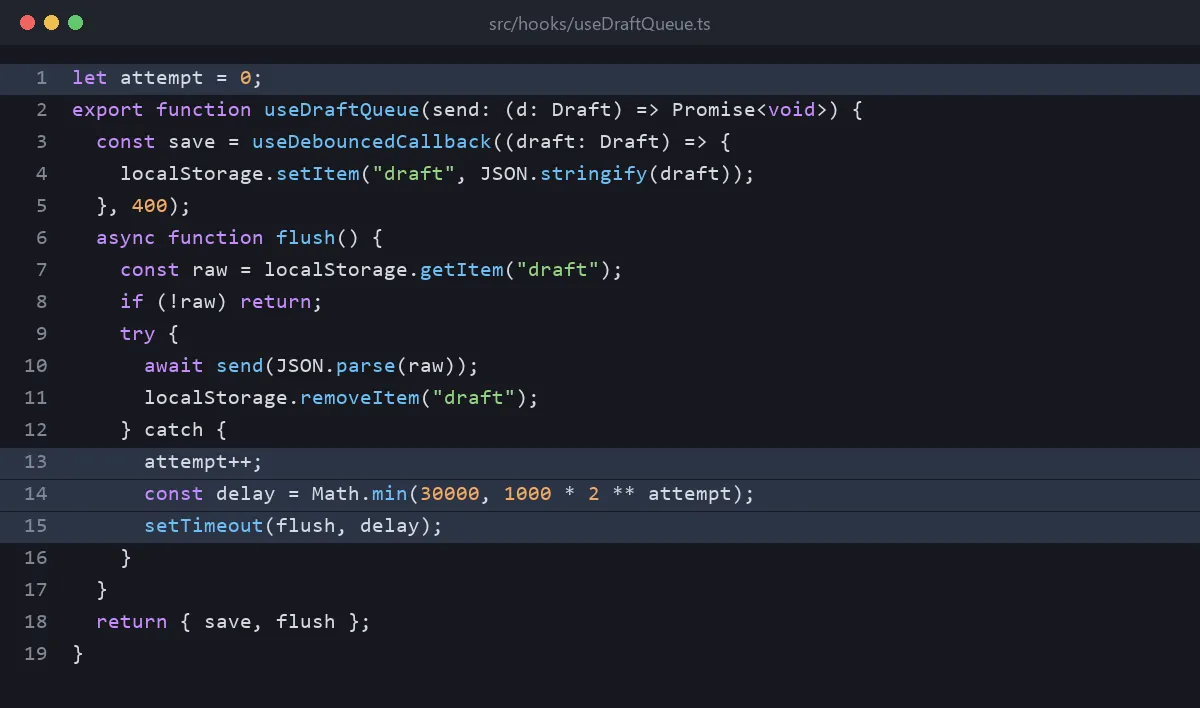 src/hooks/useDraftQueue.ts
1 let attempt = 0;
2 export function useDraftQueue(send: (d: Draft) => Promise<void>) {
3   const save = useDebouncedCallback((draft: Draft) => {
4     localStorage.setItem("draft", JSON.stringify(draft));
5   }, 400);
6   async function flush() {
7     const raw = localStorage.getItem("draft");
8     if (!raw) return;
9     try {
10       await send(JSON.parse(raw));
11       localStorage.removeItem("draft");
12     } catch {
13       attempt++;
14       const delay = Math.min(30000, 1000 * 2 ** attempt);
15       setTimeout(flush, delay);
16     }
17   }
18   return { save, flush };
19 }